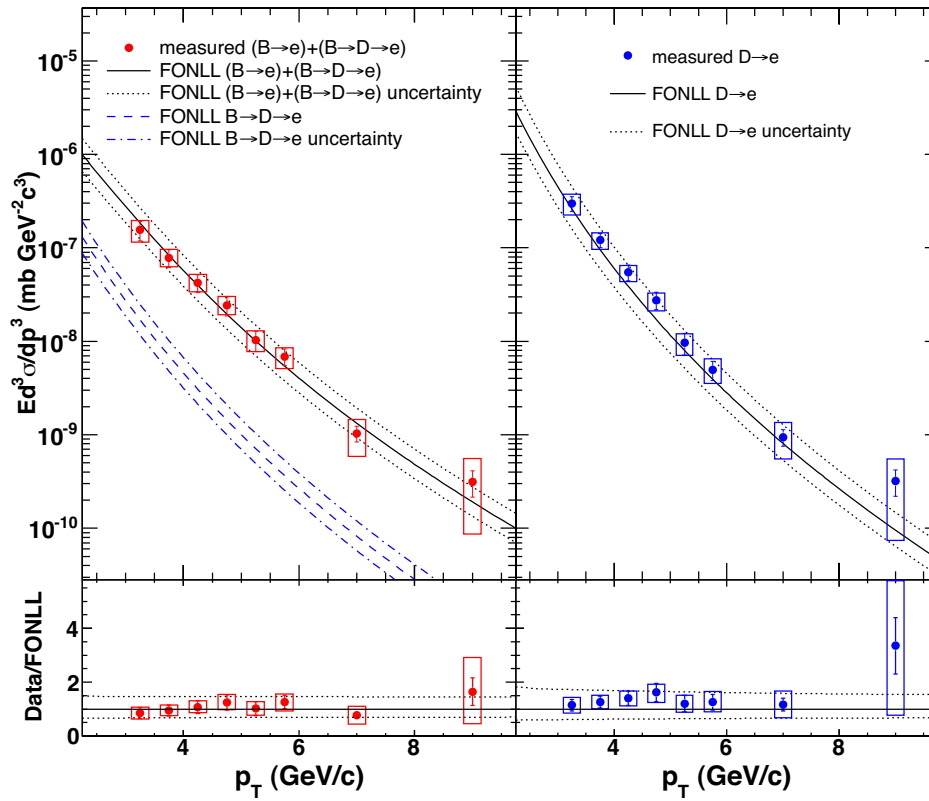 measured (B→e)+(B→D→e)
FONLL (B→e)+(B→D→e)
FONLL (B→e)+(B→D→e) uncertainty
FONLL B→D→e
FONLL B→D→e uncertainty
measured D→e
FONLL D→e
FONLL D→e uncertainty
Ed³σ/dp³ (mb GeV⁻²c³)
10⁻⁵
10⁻⁶
10⁻⁷
10⁻⁸
10⁻⁹
10⁻¹⁰
Data/FONLL
4
2
0
4 6 8
4 6 8
p_T (GeV/c)
p_T (GeV/c)